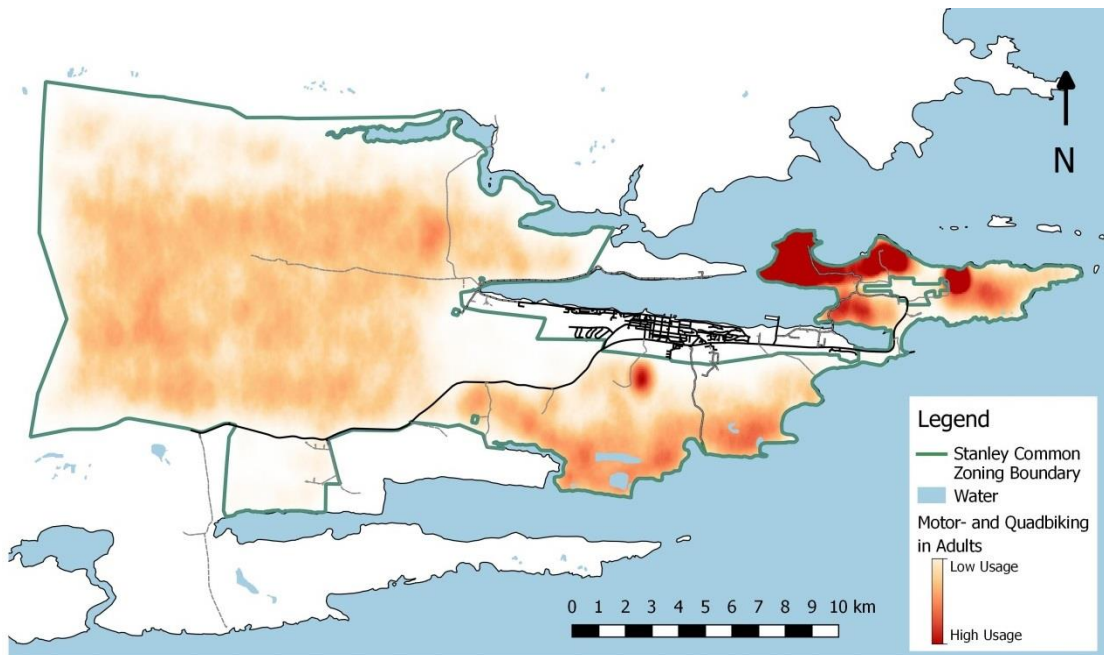 N
Legend
Stanley Common
Zoning Boundary
Water
Motor- and Quadbiking
in Adults
Low Usage
High Usage
0 1 2 3 4 5 6 7 8 9 10 km